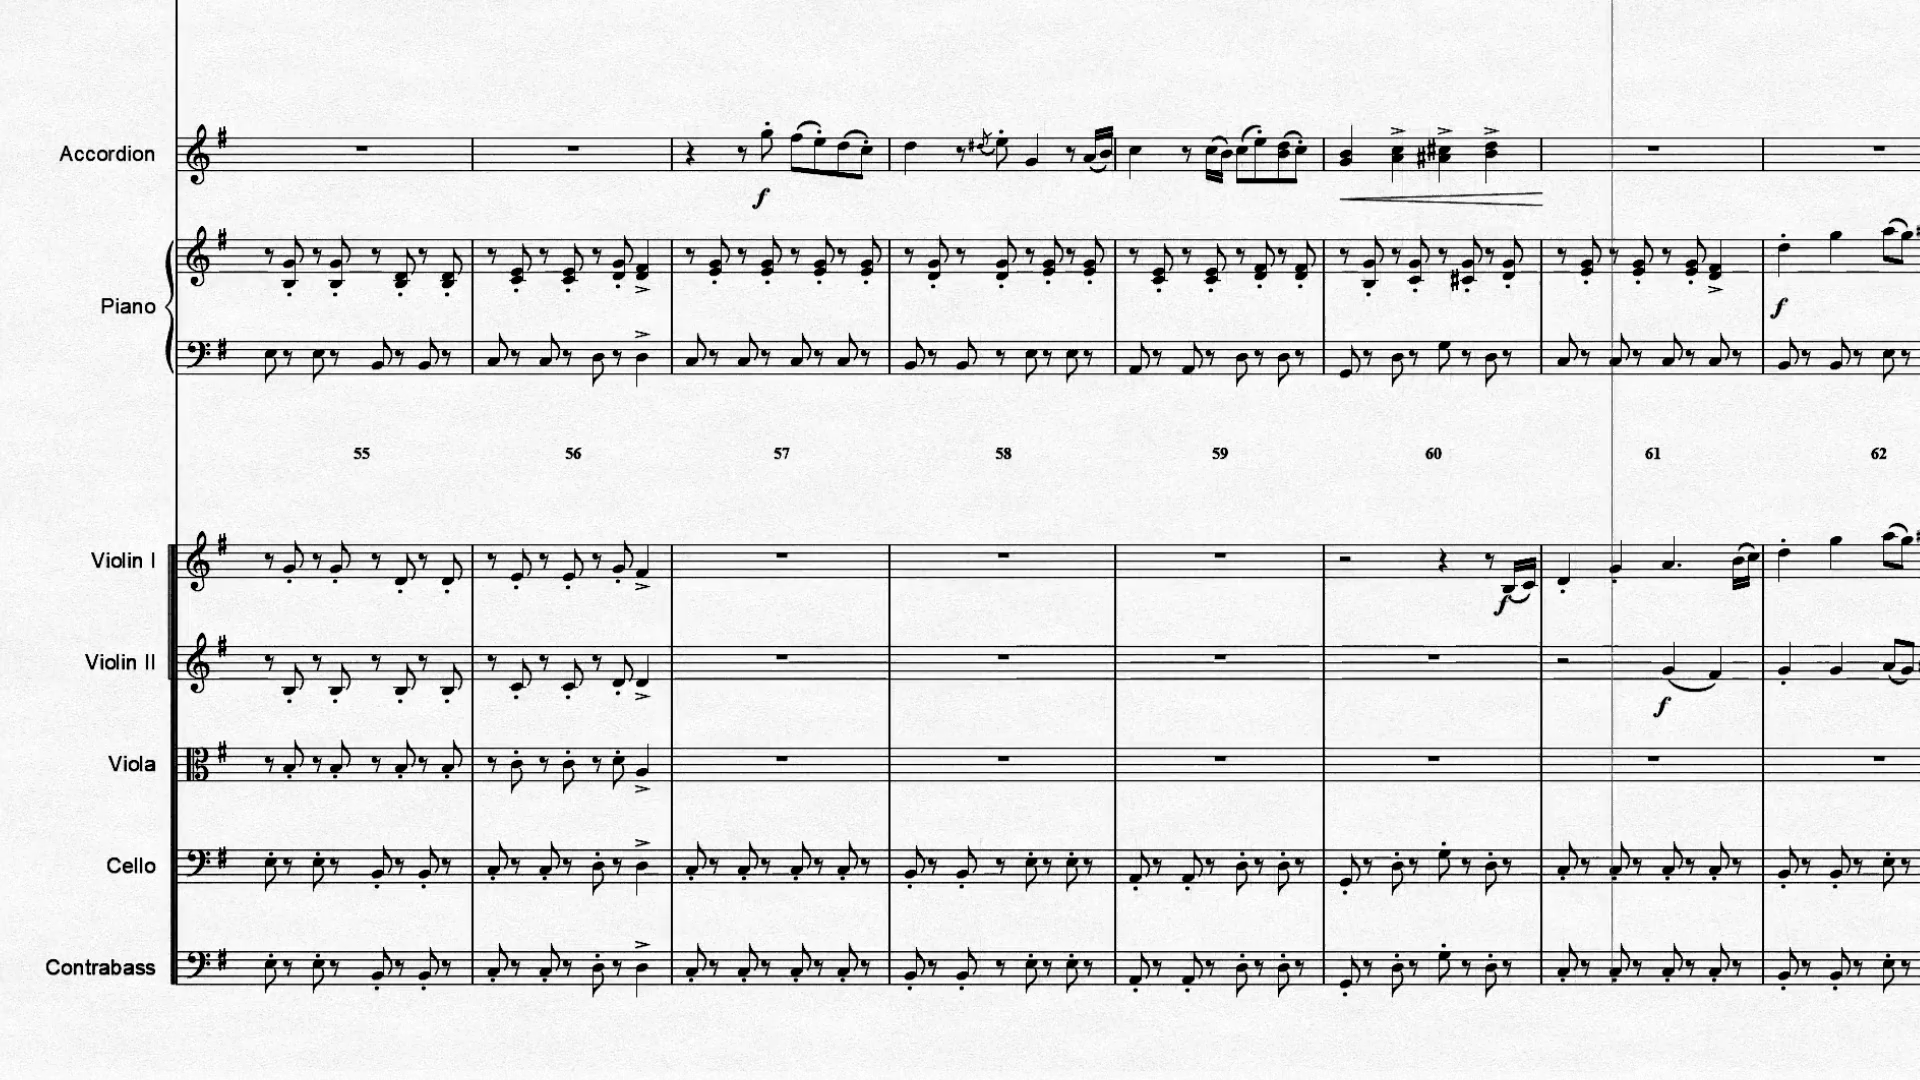 Accordion
f
Piano
f
55 56 57 58 59 60 61 62
Violin I
f
Violin II
f
Viola
Cello
Contrabass